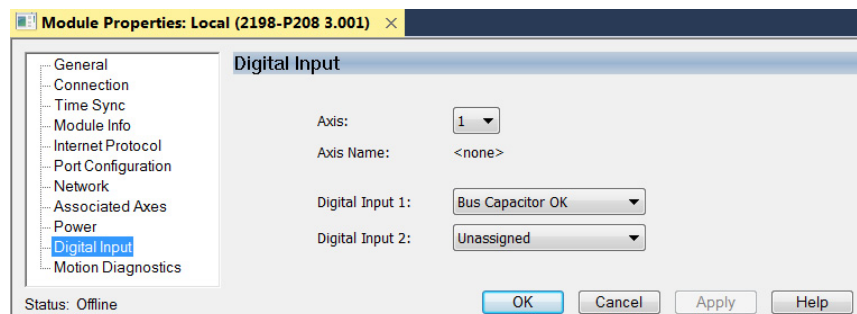 Module Properties: Local (2198-P208 3.001) ×
General
Connection
Time Sync
Module Info
Internet Protocol
Port Configuration
Network
Associated Axes
Power
Digital Input
Motion Diagnostics
Digital Input
Axis: 1
Axis Name: <none>
Digital Input 1: Bus Capacitor OK
Digital Input 2: Unassigned
Status: Offline
OK Cancel Apply Help